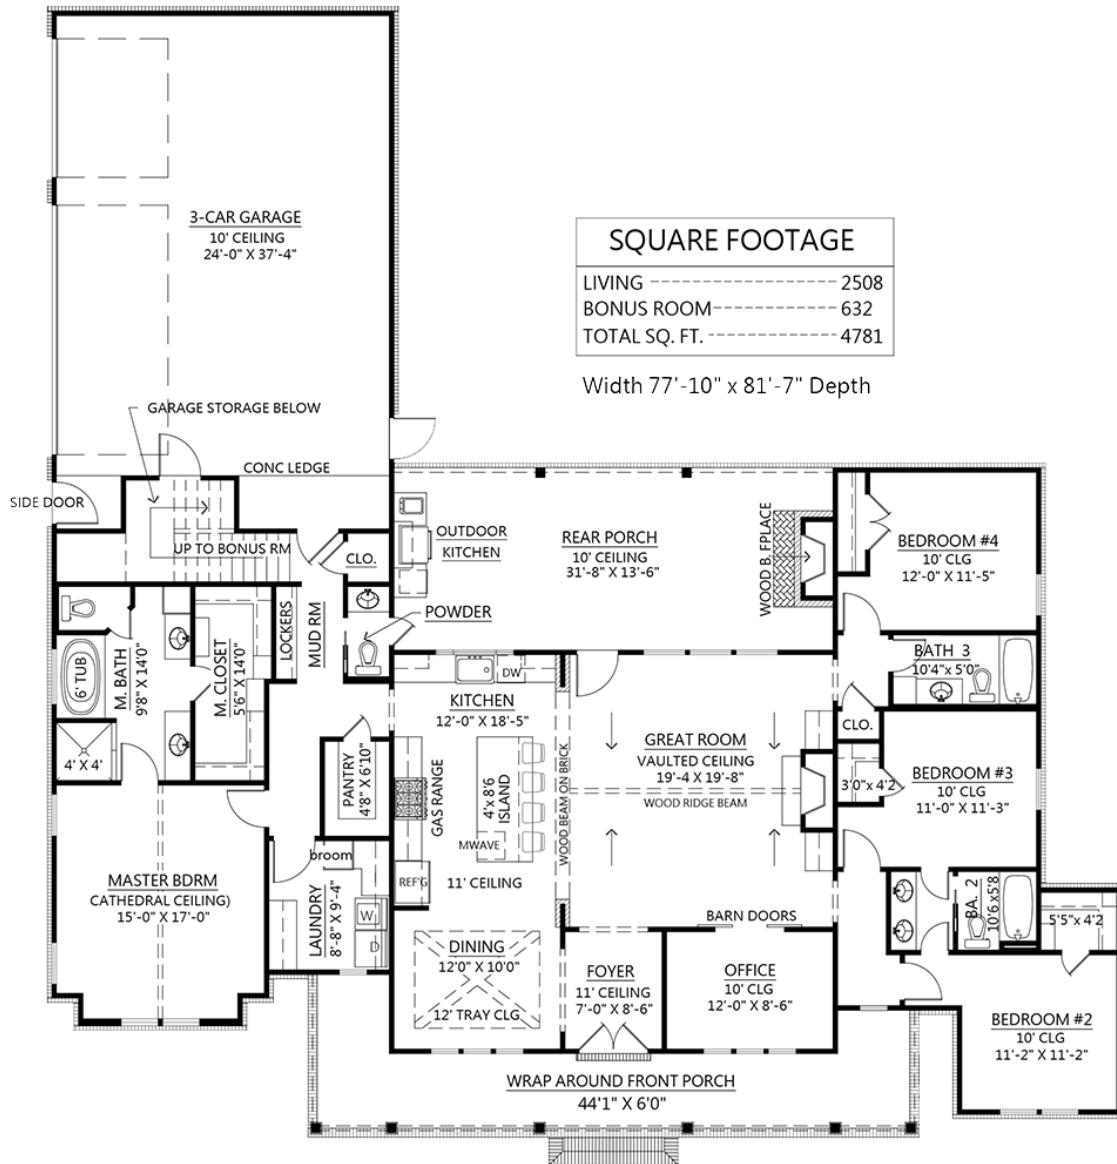 3-CAR GARAGE
10' CEILING
24'-0" X 37'-4"
SQUARE FOOTAGE
LIVING 2508
BONUS ROOM 632
TOTAL SQ. FT. 4781
Width 77'-10" x 81'-7" Depth
GARAGE STORAGE BELOW
CONC LEDGE
SIDE DOOR
UP TO BONUS RM
CLO.
OUTDOOR
KITCHEN
REAR PORCH
10' CEILING
31'-8" X 13'-6"
WOOD B. FPLACE
BEDROOM #4
10' CLG
12'-0" X 11'-5"
POWDER
LOCKERS
MUD RM
6' TUB
M. BATH
9'8" X 14'0"
M. CLOSET
5'6" X 14'0"
4' X 4'
DW
KITCHEN
12'-0" X 18'-5"
BATH 3
10'4"x 5'0"
CLO.
GREAT ROOM
VAULTED CEILING
19'-4 X 19'-8"
WOOD RIDGE BEAM
WOOD BEAM ON BRICK
PANTRY
4'8" X 6'10"
GAS RANGE
4'x 8'6
ISLAND
MWAVE
3'0"x 4'2
BEDROOM #3
10' CLG
11'-0" X 11'-3"
broom
REF'G
11' CEILING
MASTER BDRM
CATHEDRAL CEILING)
15'-0" X 17'-0"
LAUNDRY
8'-8" X 9'-4"
W
D
BARN DOORS
BA. 2
10'6 x5'8
5'5"x 4'2
DINING
12'0" X 10'0"
12' TRAY CLG
FOYER
11' CEILING
7'-0" X 8'-6"
OFFICE
10' CLG
12'-0" X 8'-6"
BEDROOM #2
10' CLG
11'-2" X 11'-2"
WRAP AROUND FRONT PORCH
44'1" X 6'0"